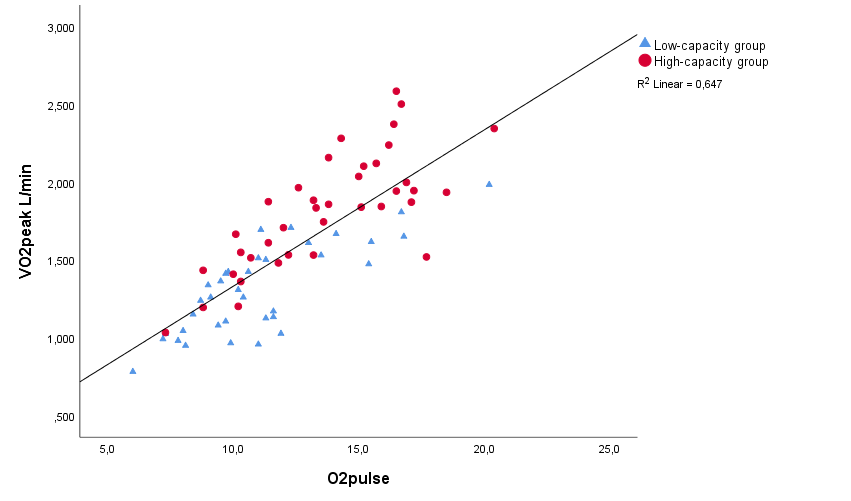 3,000
2,500
2,000
1,500
1,000
,500
VO2peak L/min
5,0 10,0 15,0 20,0 25,0
O2pulse
Low-capacity group
High-capacity group
R2 Linear = 0,647